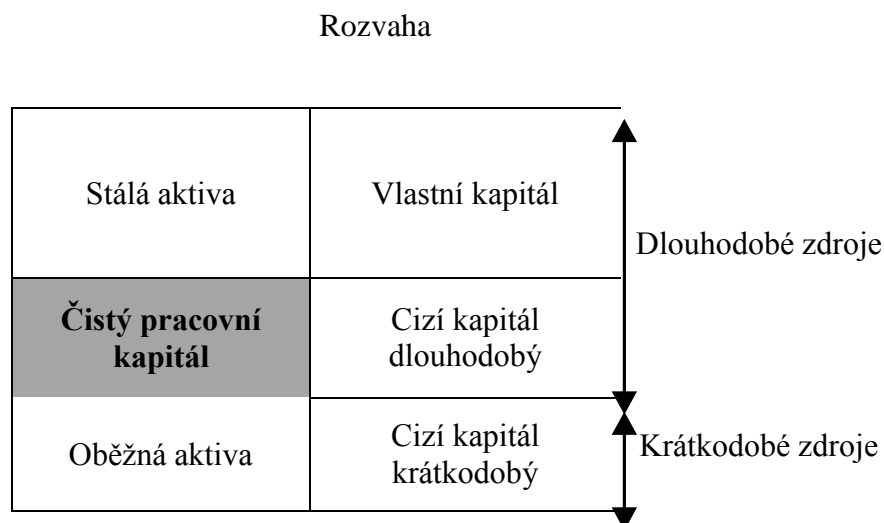 Rozvaha
Stálá aktiva
Vlastní kapitál
Dlouhodobé zdroje
Čistý pracovní
kapitál
Cizí kapitál
dlouhodobý
Oběžná aktiva
Cizí kapitál
krátkodobý
Krátkodobé zdroje